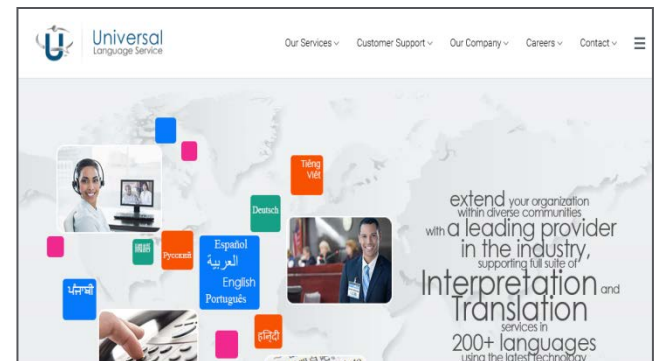 Universal
Language Service
Our Services
Customer Support
Our Company
Careers
Contact
Tiếng
Việt
Deutsch
Русский
Español
العربية
English
Português
ਪੰਜਾਬੀ
हिन्दी
extend your organization
within diverse communities
with a leading provider
in the industry,
supporting full suite of
Interpretation and
Translation
services in
200+ languages
using the latest technology